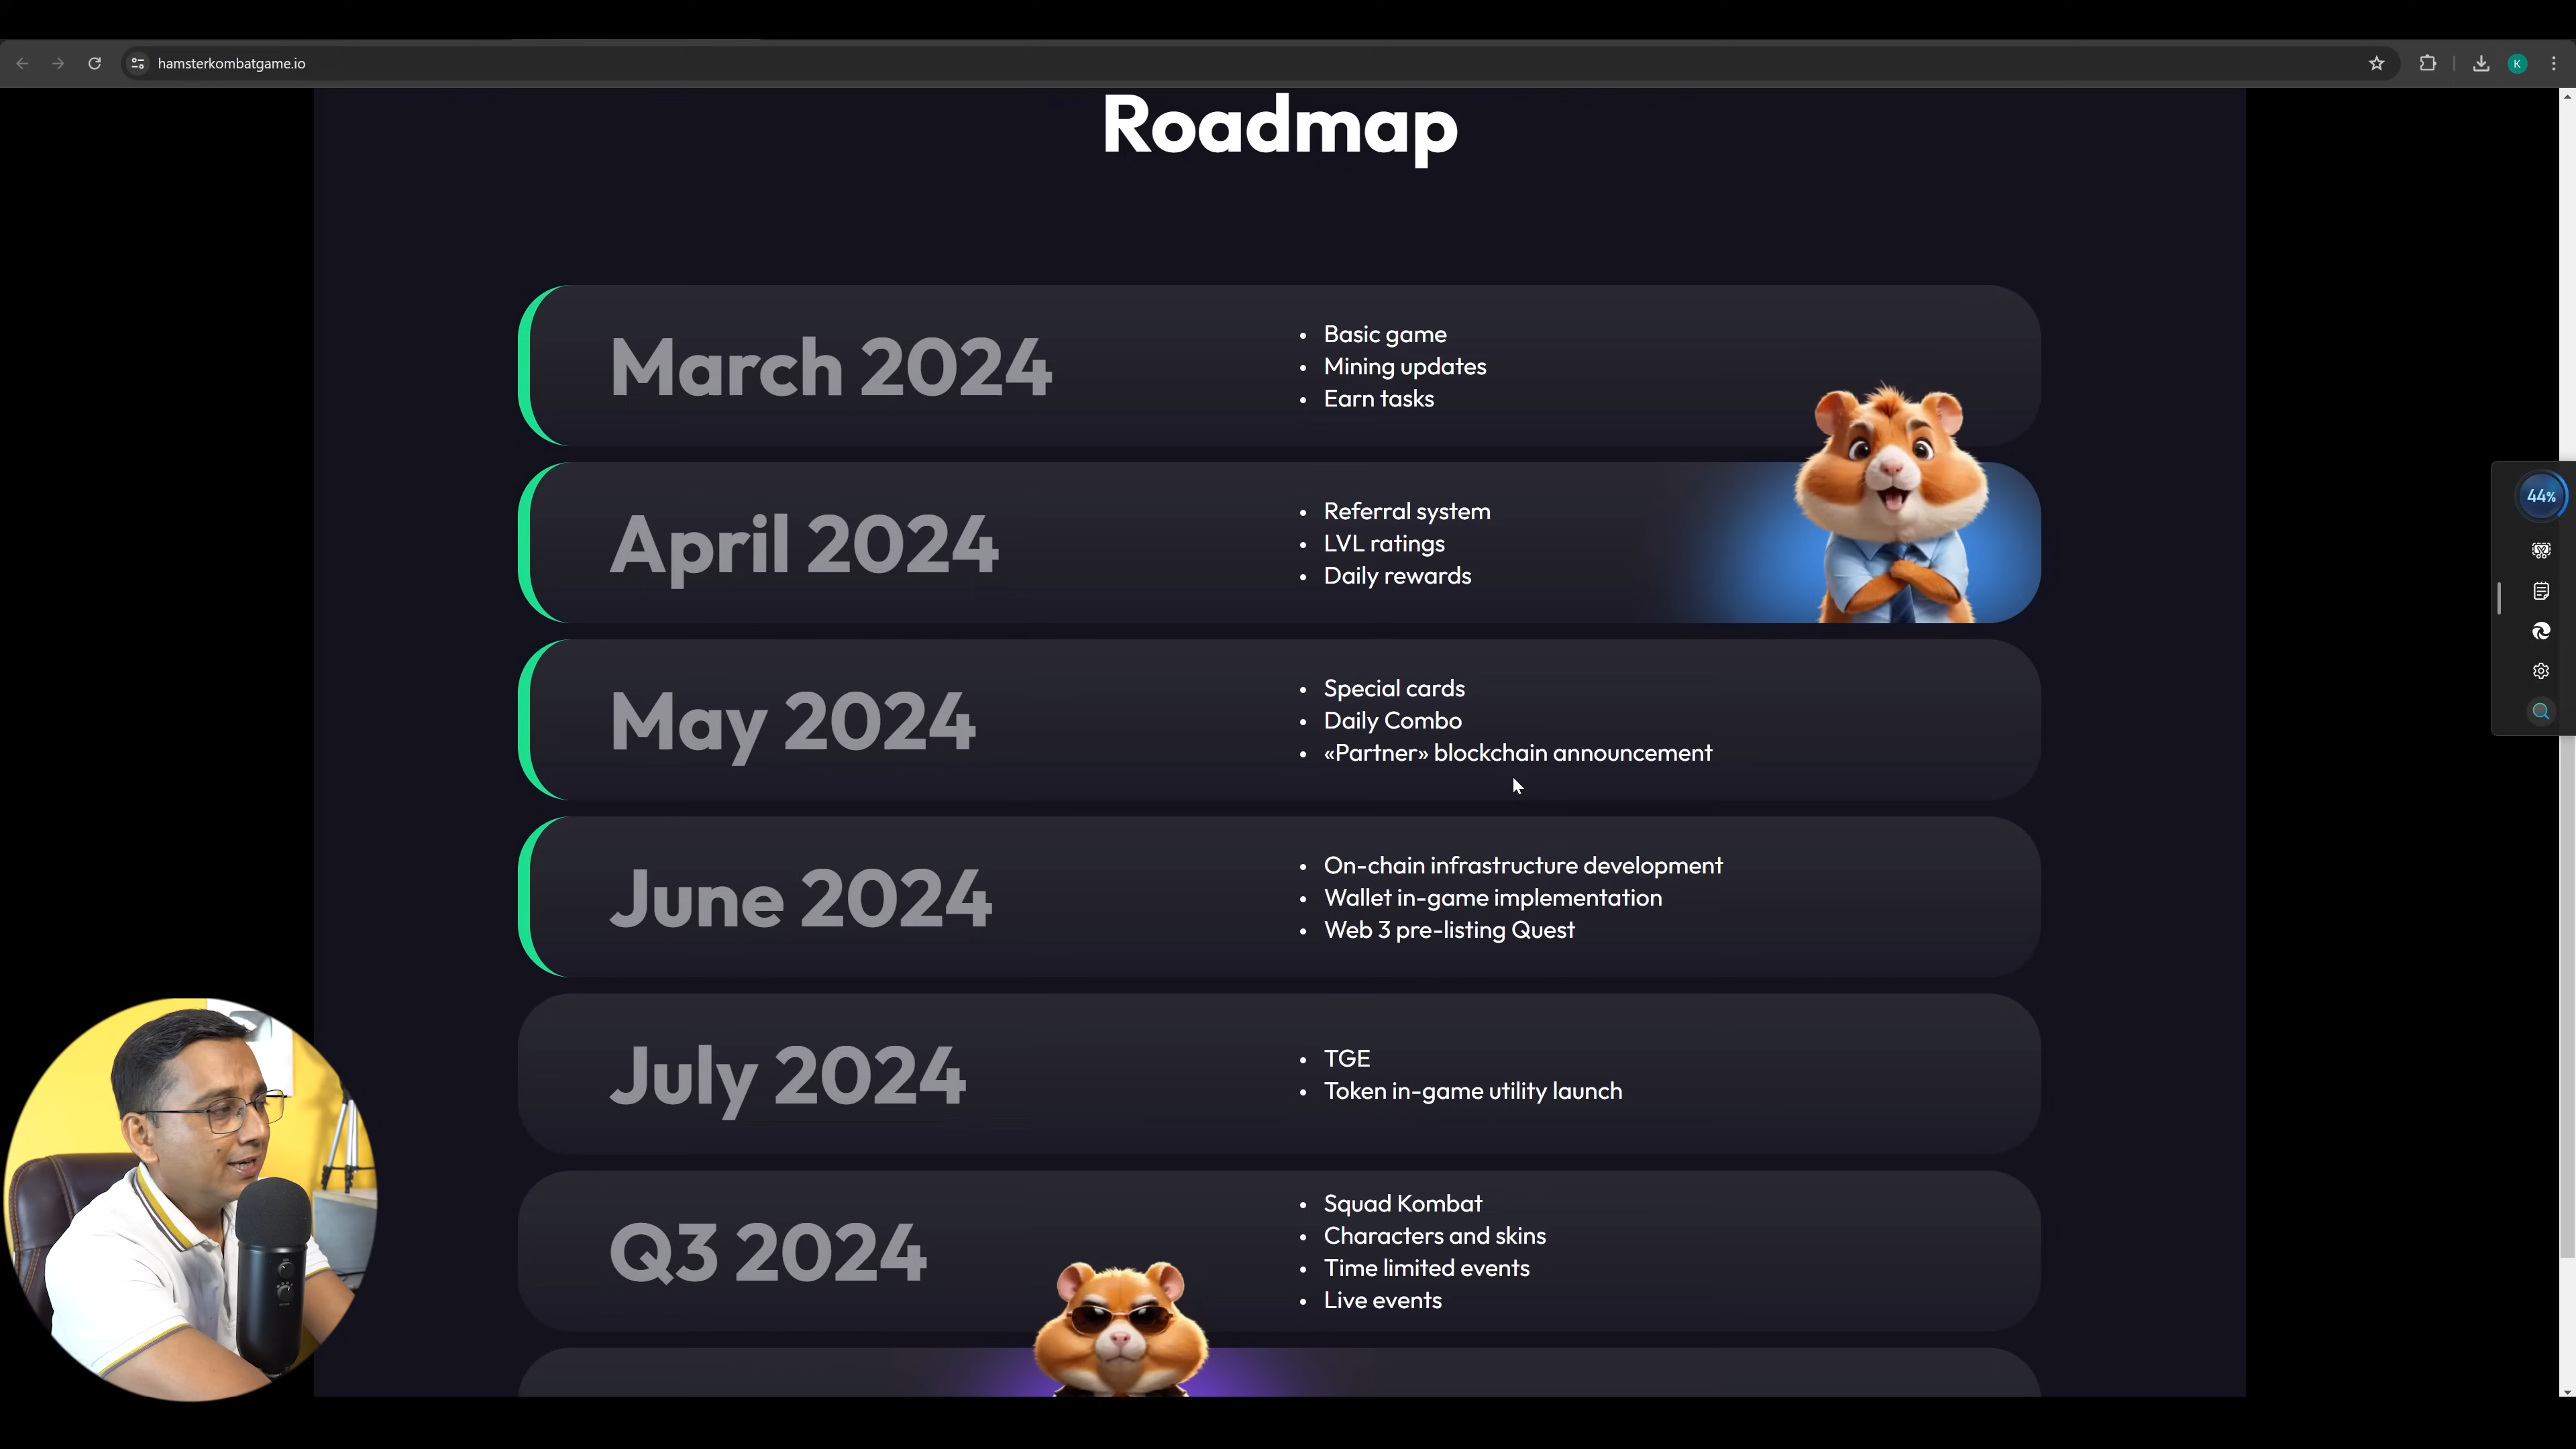 hamsterkombatgame.io
K
Roadmap
March 2024
• Basic game
• Mining updates
• Earn tasks
April 2024
• Referral system
• LVL ratings
• Daily rewards
44%
May 2024
• Special cards
• Daily Combo
• «Partner» blockchain announcement
June 2024
• On-chain infrastructure development
• Wallet in-game implementation
• Web 3 pre-listing Quest
July 2024
• TGE
• Token in-game utility launch
Q3 2024
• Squad Kombat
• Characters and skins
• Time limited events
• Live events